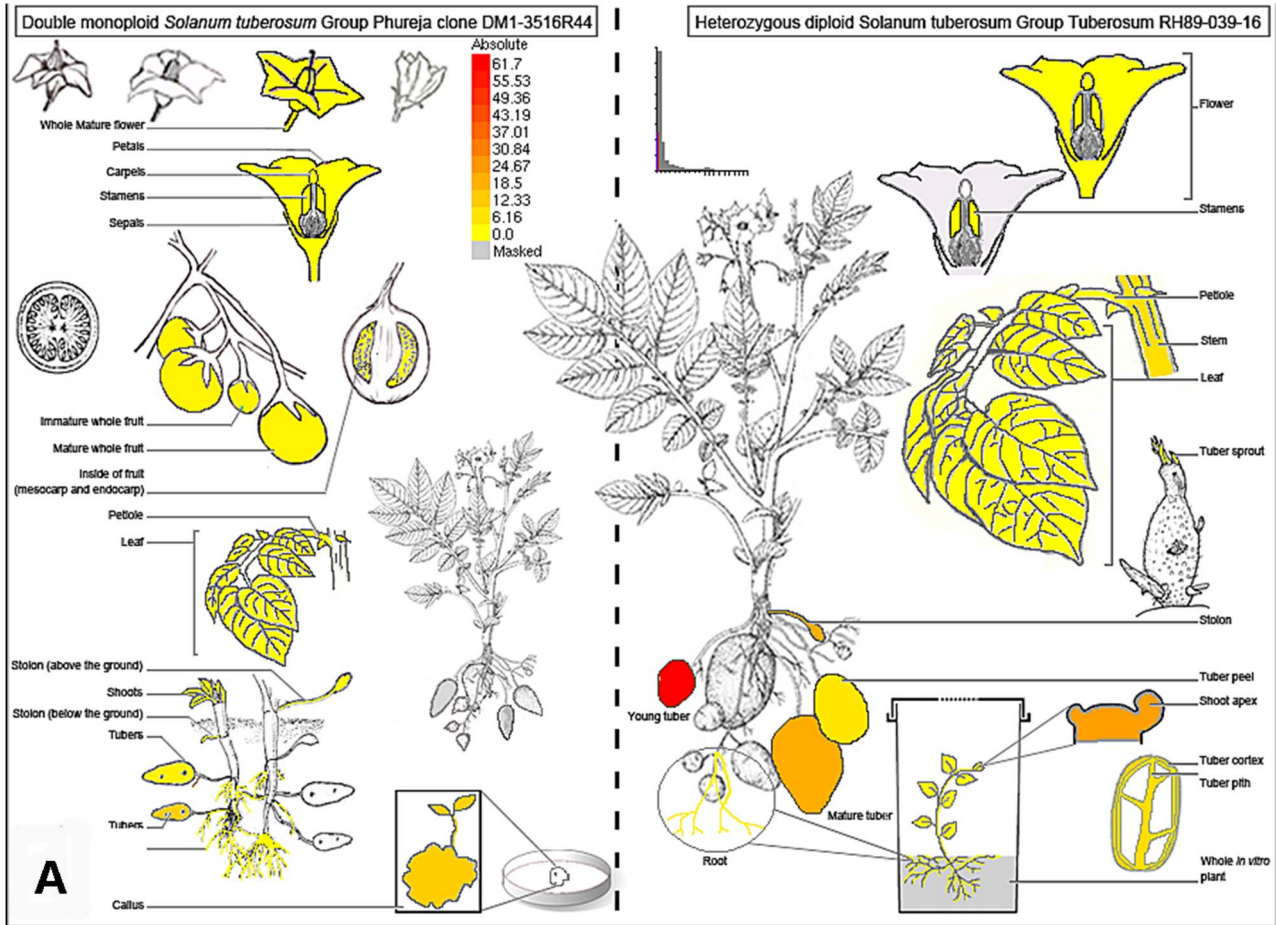 Double monoploid Solanum tuberosum Group Phureja clone DM1-3516R44
Heterozygous diploid Solanum tuberosum Group Tuberosum RH89-039-16
Absolute
61.7
55.53
49.36
43.19
37.01
30.84
24.67
18.5
12.33
6.16
0.0
Masked
Whole Mature flower
Petals
Carpels
Stamens
Sepals
Immature whole fruit
Mature whole fruit
Inside of fruit
(mesocarp and endocarp)
Petiole
Leaf
Stolon (above the ground)
Shoots
Stolon (below the ground)
Tubers
Tubers
Callus
A
Flower
Stamens
Petiole
Stem
Leaf
Tuber sprout
Stolon
Tuber peel
Shoot apex
Young tuber
Tuber cortex
Tuber pith
Mature tuber
Root
Whole In vitro
plant